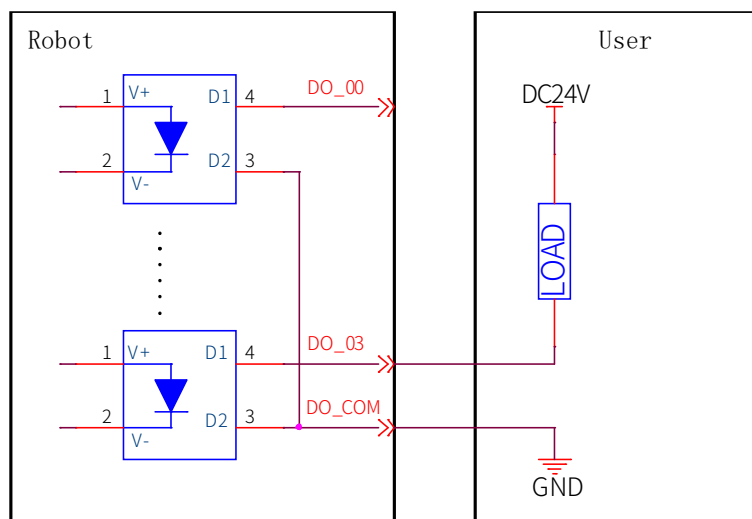 Robot
User
1 V+ D1 4 DO_00
DC24V
2 V- D2 3
LOAD
1 V+ D1 4 DO_03
2 V- D2 3 DO_COM
GND